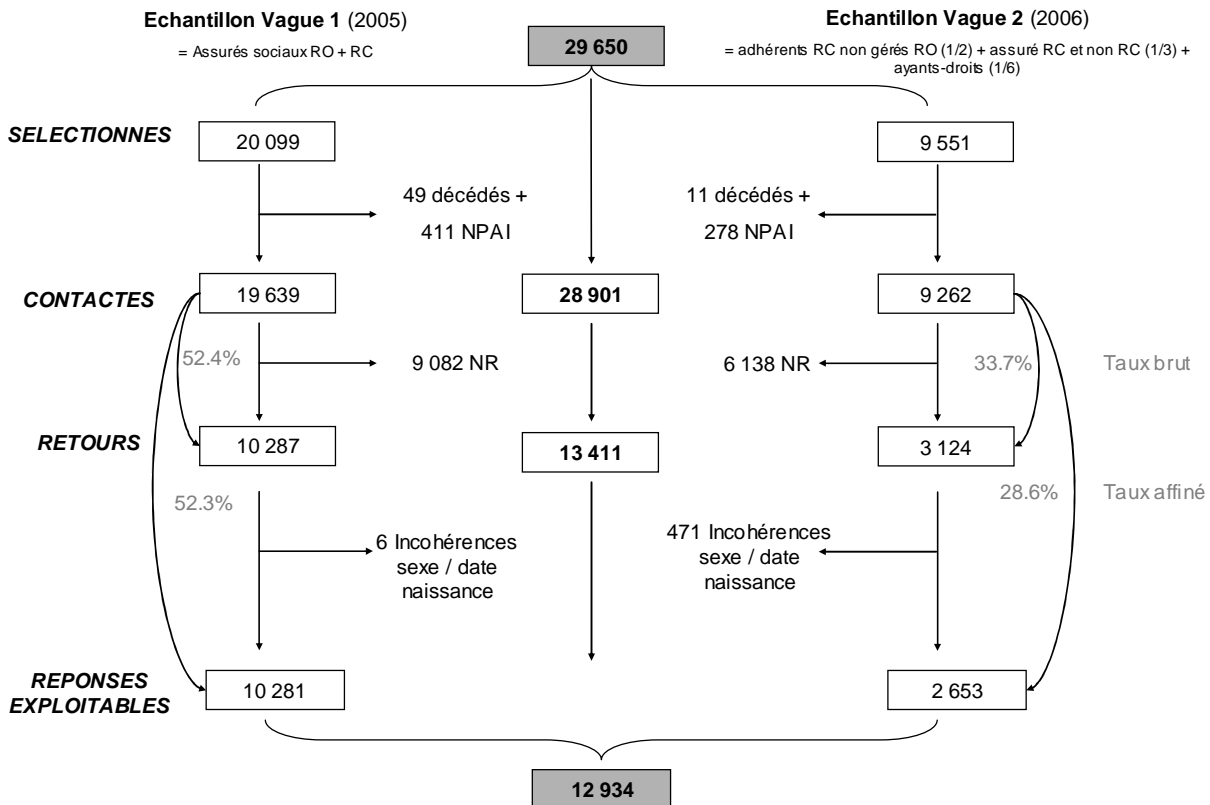 Echantillon Vague 1 (2005)
= Assurés sociaux RO + RC
29 650
Echantillon Vague 2 (2006)
= adhérents RC non gérés RO (1/2) + assuré RC et non RC (1/3) +
ayants-droits (1/6)
SELECTIONNES
20 099
9 551
49 décédés +
411 NPAI
11 décédés +
278 NPAI
CONTACTES
19 639
28 901
9 262
52.4%
9 082 NR
6 138 NR
33.7%
Taux brut
RETOURS
10 287
13 411
3 124
52.3%
28.6%
Taux affiné
6 Incohérences
sexe / date
naissance
471 Incohérences
sexe / date
naissance
REPONSES
EXPLOITABLES
10 281
2 653
12 934